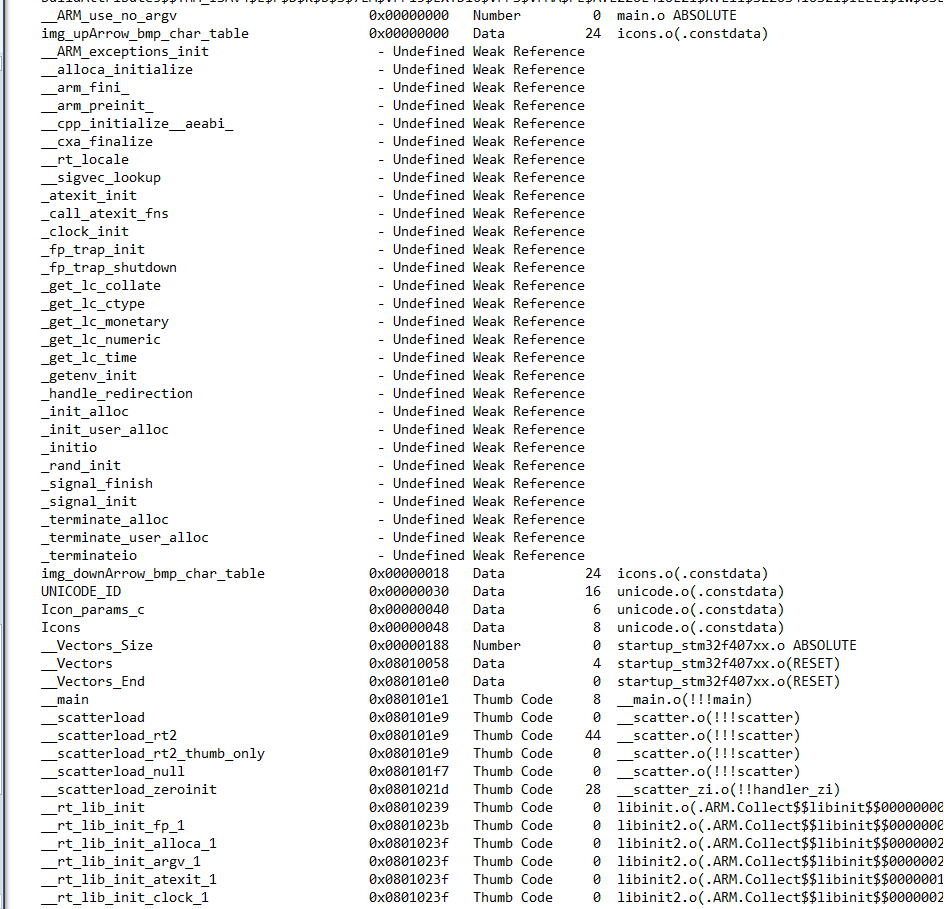 __ARM_use_no_argv 0x00000000 Number 0 main.o ABSOLUTE
img_upArrow_bmp_char_table 0x00000000 Data 24 icons.o(.constdata)
__ARM_exceptions_init - Undefined Weak Reference
__alloca_initialize - Undefined Weak Reference
__arm_fini_ - Undefined Weak Reference
__arm_preinit_ - Undefined Weak Reference
__cpp_initialize__aeabi_ - Undefined Weak Reference
__cxa_finalize - Undefined Weak Reference
__rt_locale - Undefined Weak Reference
__sigvec_lookup - Undefined Weak Reference
_atexit_init - Undefined Weak Reference
_call_atexit_fns - Undefined Weak Reference
_clock_init - Undefined Weak Reference
_fp_trap_init - Undefined Weak Reference
_fp_trap_shutdown - Undefined Weak Reference
_get_lc_collate - Undefined Weak Reference
_get_lc_ctype - Undefined Weak Reference
_get_lc_monetary - Undefined Weak Reference
_get_lc_numeric - Undefined Weak Reference
_get_lc_time - Undefined Weak Reference
_getenv_init - Undefined Weak Reference
_handle_redirection - Undefined Weak Reference
_init_alloc - Undefined Weak Reference
_init_user_alloc - Undefined Weak Reference
_initio - Undefined Weak Reference
_rand_init - Undefined Weak Reference
_signal_finish - Undefined Weak Reference
_signal_init - Undefined Weak Reference
_terminate_alloc - Undefined Weak Reference
_terminate_user_alloc - Undefined Weak Reference
_terminateio - Undefined Weak Reference
img_downArrow_bmp_char_table 0x00000018 Data 24 icons.o(.constdata)
UNICODE_ID 0x00000030 Data 16 unicode.o(.constdata)
Icon_params_c 0x00000040 Data 6 unicode.o(.constdata)
Icons 0x00000048 Data 8 unicode.o(.constdata)
__Vectors_Size 0x00000188 Number 0 startup_stm32f407xx.o ABSOLUTE
__Vectors 0x08010058 Data 4 startup_stm32f407xx.o(RESET)
__Vectors_End 0x080101e0 Data 0 startup_stm32f407xx.o(RESET)
__main 0x080101e1 Thumb Code 8 __main.o(!!!main)
__scatterload 0x080101e9 Thumb Code 0 __scatter.o(!!!scatter)
__scatterload_rt2 0x080101e9 Thumb Code 44 __scatter.o(!!!scatter)
__scatterload_rt2_thumb_only 0x080101e9 Thumb Code 0 __scatter.o(!!!scatter)
__scatterload_null 0x080101f7 Thumb Code 0 __scatter.o(!!!scatter)
__scatterload_zeroinit 0x0801021d Thumb Code 28 __scatter_zi.o(!!handler_zi)
__rt_lib_init 0x08010239 Thumb Code 0 libinit.o(.ARM.Collect$$libinit$$00000000
__rt_lib_init_fp_1 0x0801023b Thumb Code 0 libinit2.o(.ARM.Collect$$libinit$$0000000
__rt_lib_init_alloca_1 0x0801023f Thumb Code 0 libinit2.o(.ARM.Collect$$libinit$$0000002
__rt_lib_init_argv_1 0x0801023f Thumb Code 0 libinit2.o(.ARM.Collect$$libinit$$0000002
__rt_lib_init_atexit_1 0x0801023f Thumb Code 0 libinit2.o(.ARM.Collect$$libinit$$0000001
__rt_lib_init_clock_1 0x0801023f Thumb Code 0 libinit2.o(.ARM.Collect$$libinit$$0000002